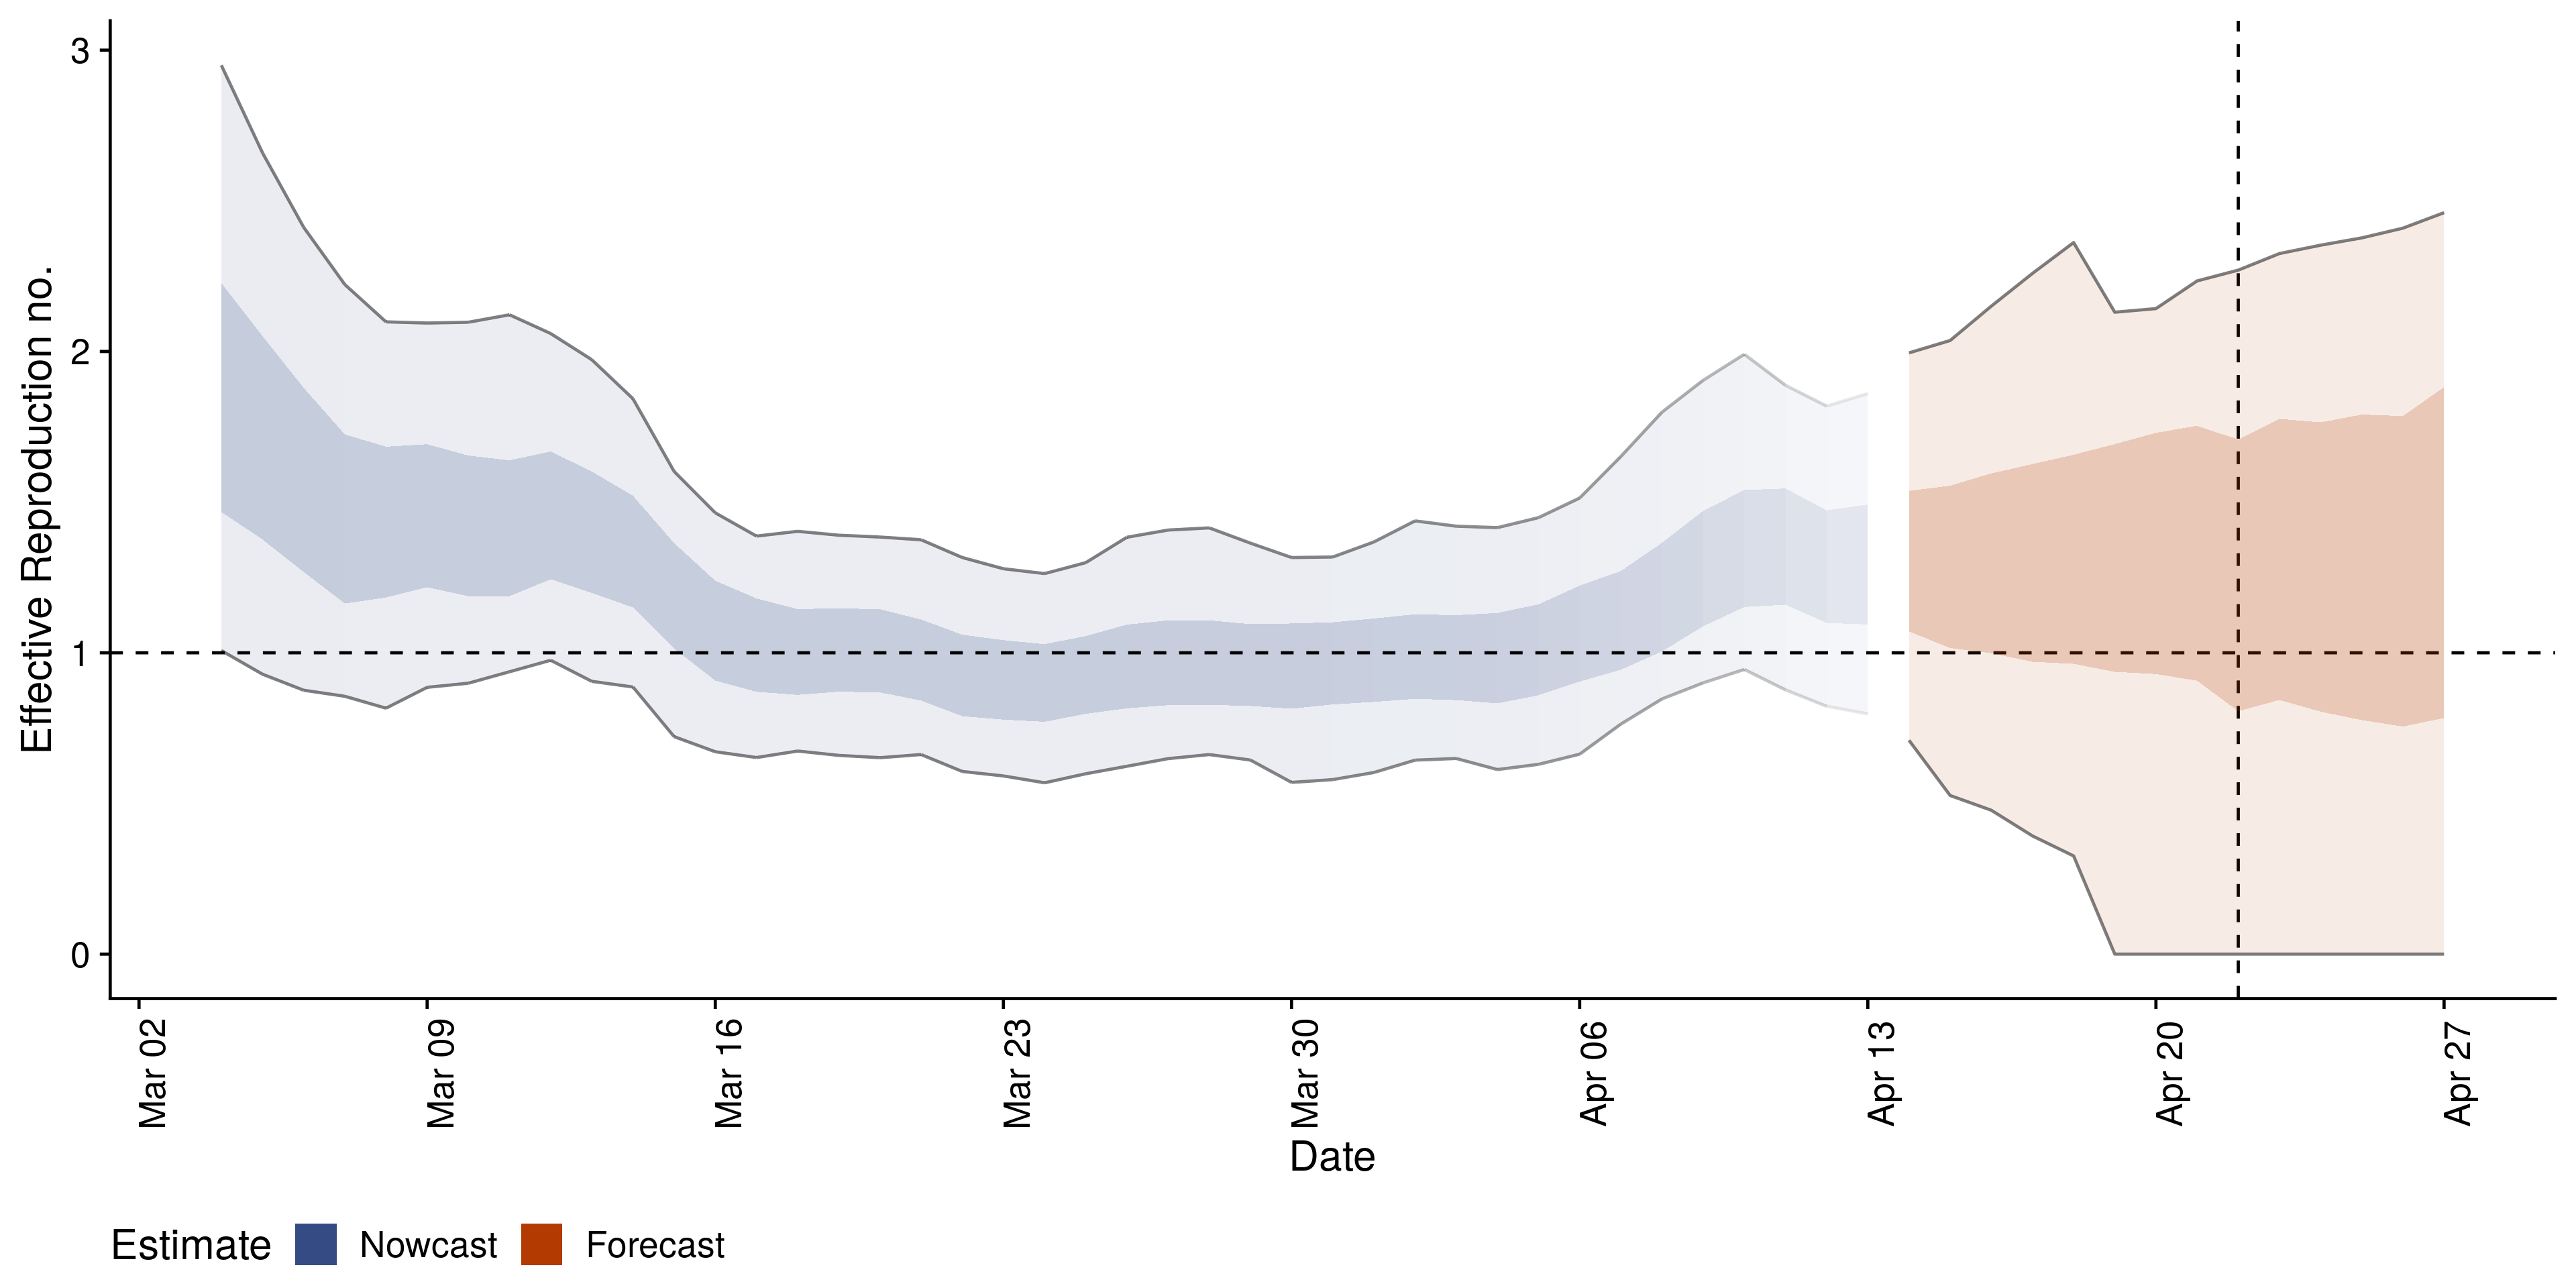 Effective Reproduction no.
3
2
1
0
Mar 02
Mar 09
Mar 16
Mar 23
Mar 30
Apr 06
Apr 13
Apr 20
Apr 27
Date
Estimate Nowcast Forecast